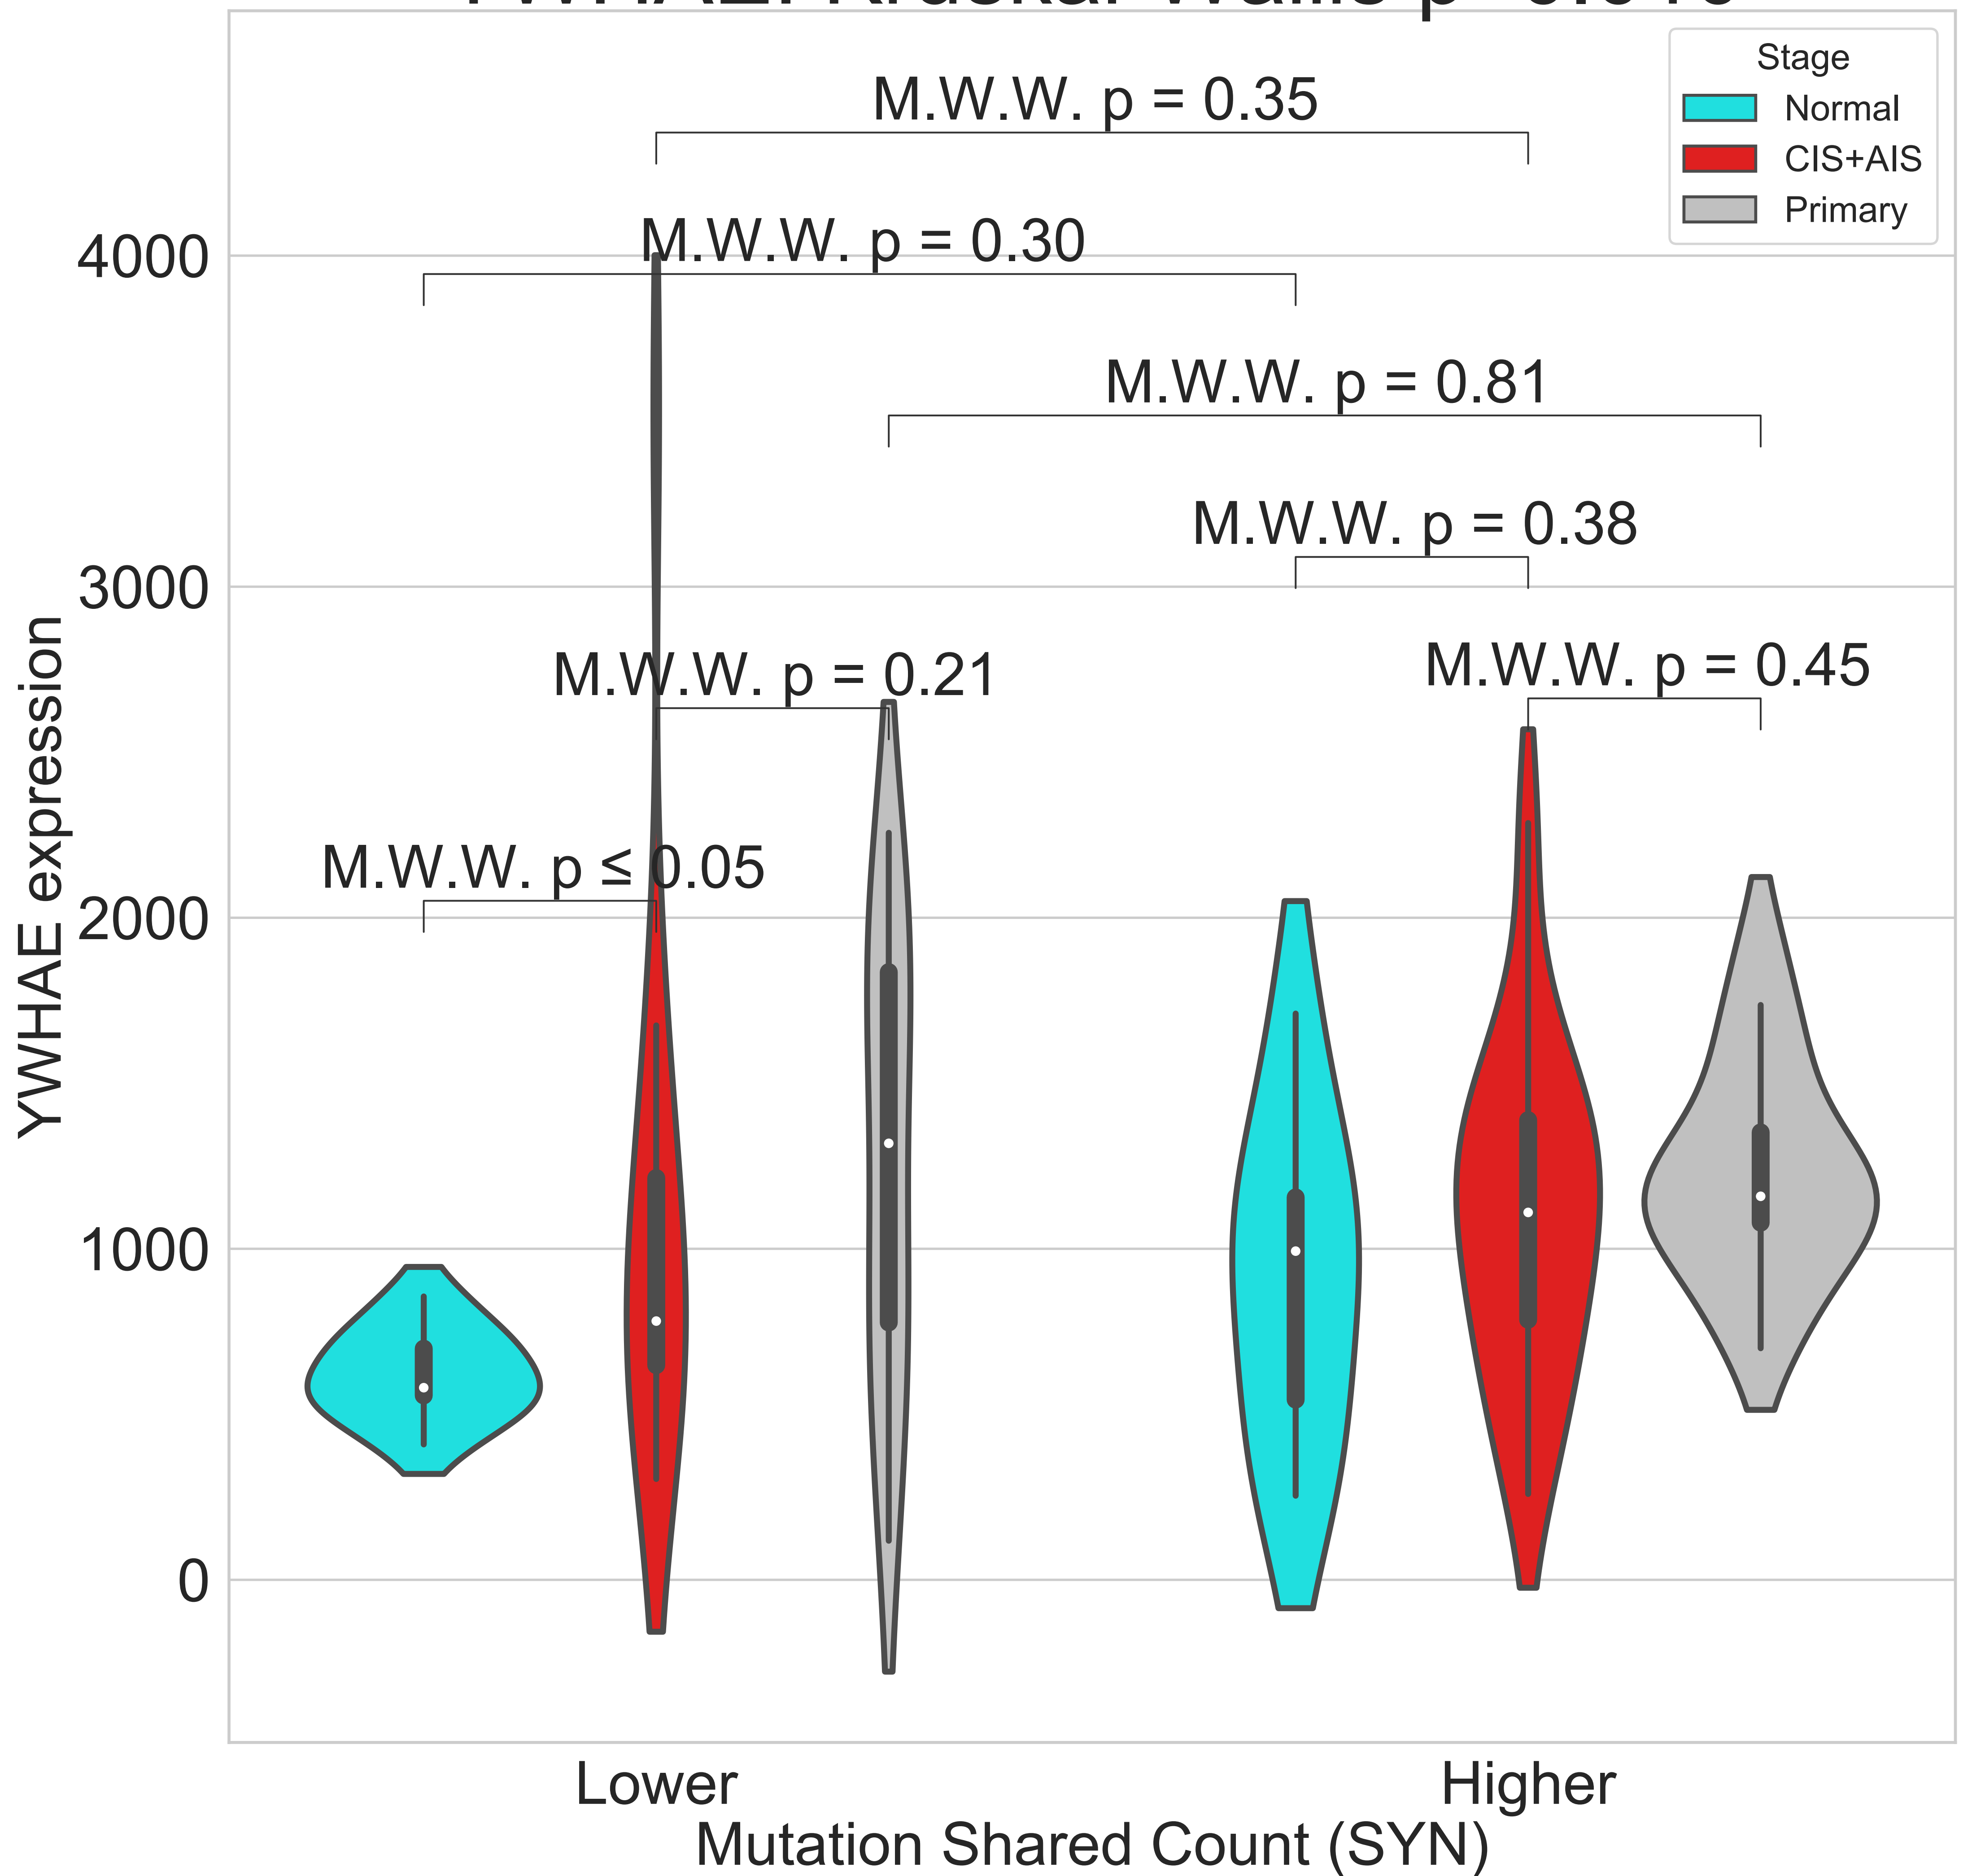 Stage
Normal
CIS+AIS
Primary
M.W.W. p = 0.35
M.W.W. p = 0.30
M.W.W. p = 0.81
M.W.W. p = 0.38
M.W.W. p = 0.21
M.W.W. p = 0.45
M.W.W. p ≤ 0.05
4000
3000
2000
1000
0
YWHAE expression
Lower
Higher
Mutation Shared Count (SYN)